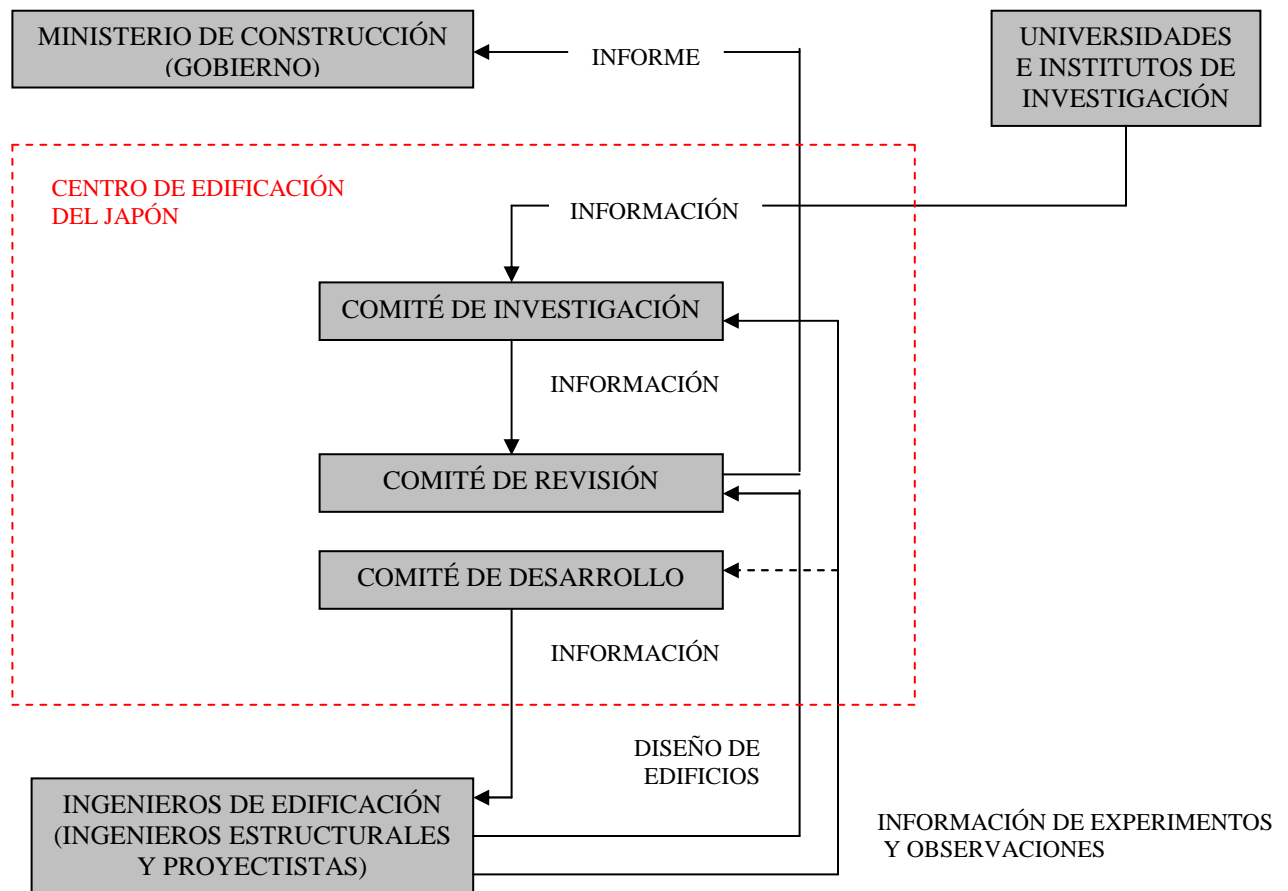 MINISTERIO DE CONSTRUCCIÓN
(GOBIERNO)
INFORME
UNIVERSIDADES
E INSTITUTOS DE
INVESTIGACIÓN
CENTRO DE EDIFICACIÓN
DEL JAPÓN
INFORMACIÓN
COMITÉ DE INVESTIGACIÓN
INFORMACIÓN
COMITÉ DE REVISIÓN
COMITÉ DE DESARROLLO
INFORMACIÓN
DISEÑO DE
EDIFICIOS
INGENIEROS DE EDIFICACIÓN
(INGENIEROS ESTRUCTURALES
Y PROYECTISTAS)
INFORMACIÓN DE EXPERIMENTOS
Y OBSERVACIONES